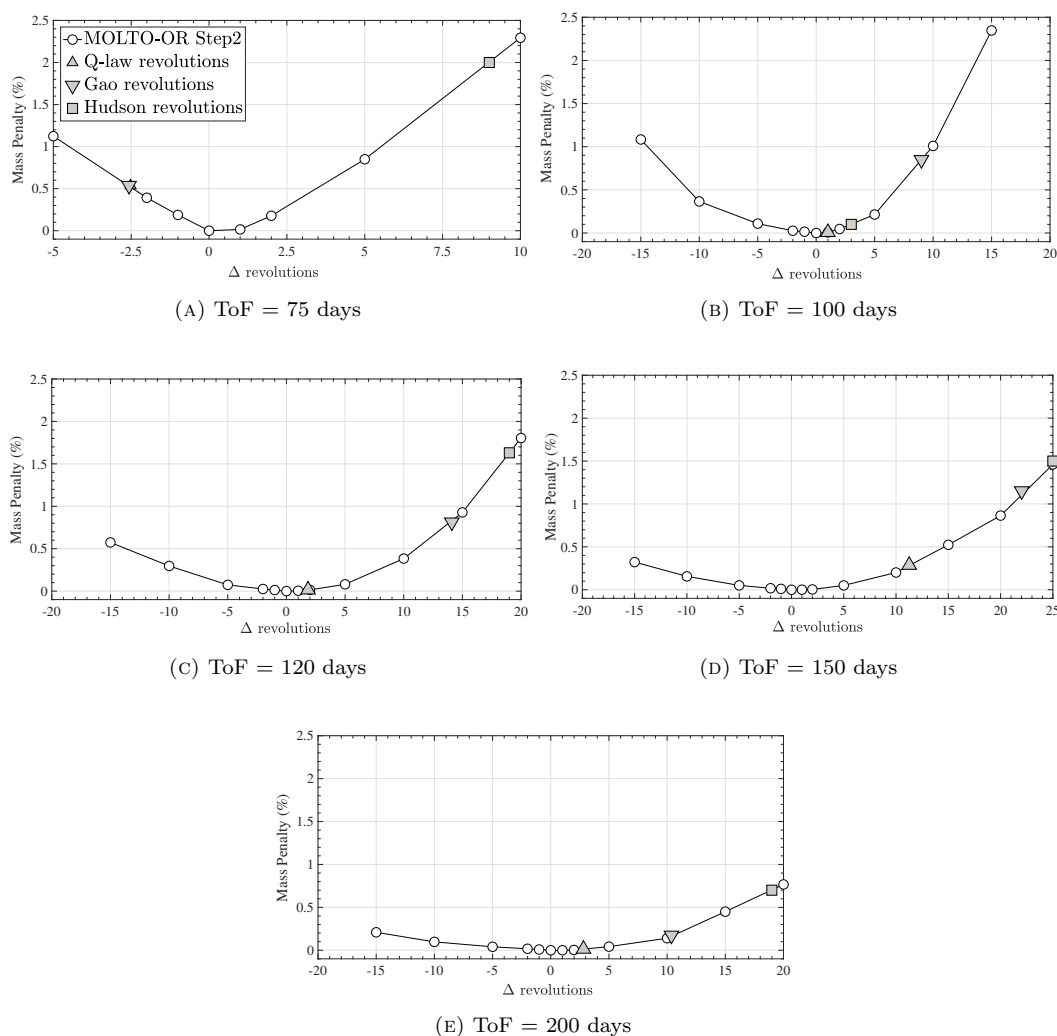 MOLTO-OR Step2
Q-law revolutions
Gao revolutions
Hudson revolutions
Mass Penalty (%)
2.5
2
1.5
1
0.5
0
-5 -2.5 0 2.5 5 7.5 10
Δ revolutions
(A) ToF = 75 days
Mass Penalty (%)
2.5
2
1.5
1
0.5
0
-20 -15 -10 -5 0 5 10 15 20
Δ revolutions
(B) ToF = 100 days
Mass Penalty (%)
2.5
2
1.5
1
0.5
0
-20 -15 -10 -5 0 5 10 15 20
Δ revolutions
(C) ToF = 120 days
Mass Penalty (%)
2.5
2
1.5
1
0.5
0
-20 -15 -10 -5 0 5 10 15 20 25
Δ revolutions
(D) ToF = 150 days
Mass Penalty (%)
2.5
2
1.5
1
0.5
0
-20 -15 -10 -5 0 5 10 15 20
Δ revolutions
(E) ToF = 200 days